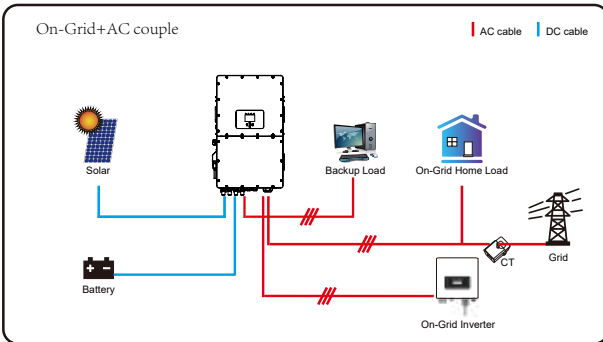 On-Grid+AC couple
AC cable
DC cable
Solar
Backup Load
On-Grid Home Load
CT
Grid
Battery
On-Grid Inverter